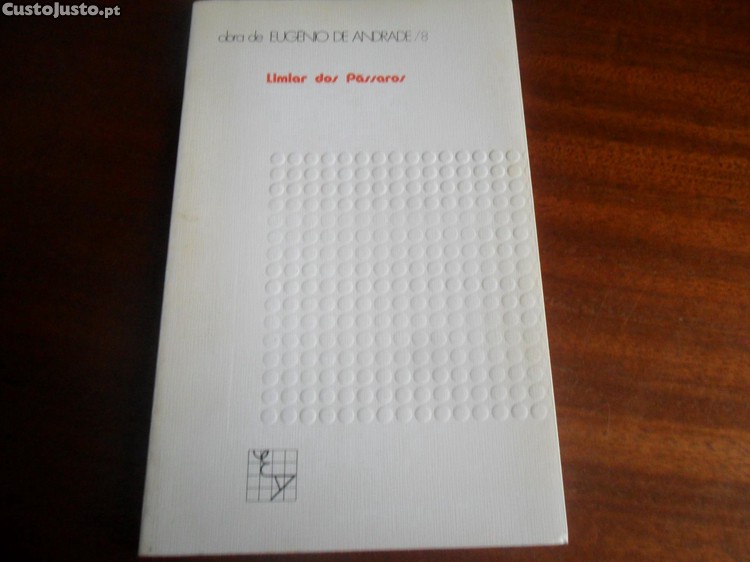 CustoJusto.pt
obra de EUGÉNIO DE ANDRADE/8
Limiar dos Pássaros